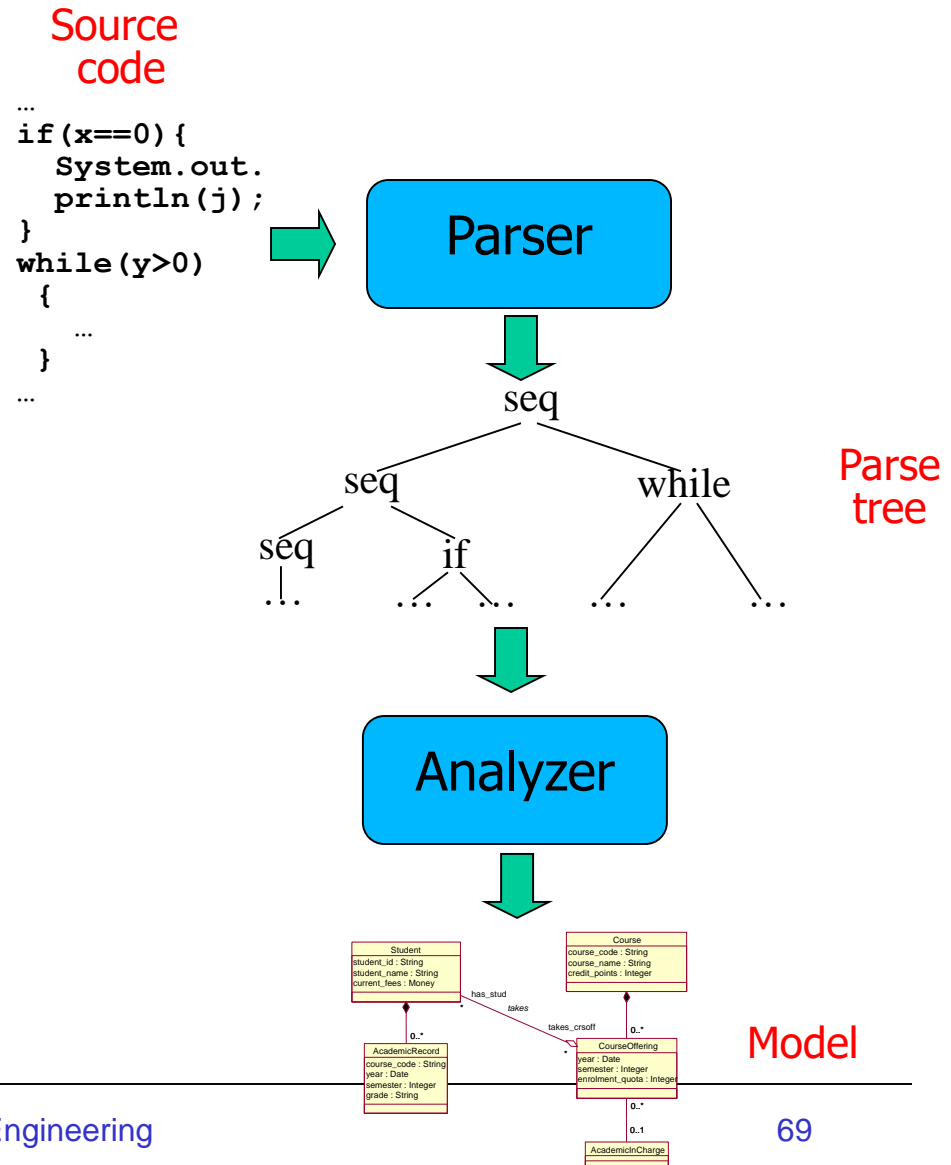 Source
code
…
if(x==0){
System.out.
println(j);
}
while(y>0)
{
…
}
…
Parser
seq
seq
while
seq
if
…
…
…
…
…
Parse
tree
Analyzer
Student
student_id : String
student_name : String
current_fees : Money
Course
course_code : String
course_name : String
credit_points : Integer
has_stud
*
takes
takes_crsoff
*
0..*
0..*
AcademicRecord
course_code : String
year : Date
semester : Integer
grade : String
CourseOffering
year : Date
semester : Integer
enrolment_quota : Integer
Model
0..*
0..1
AcademicInCharge
ngineering
69